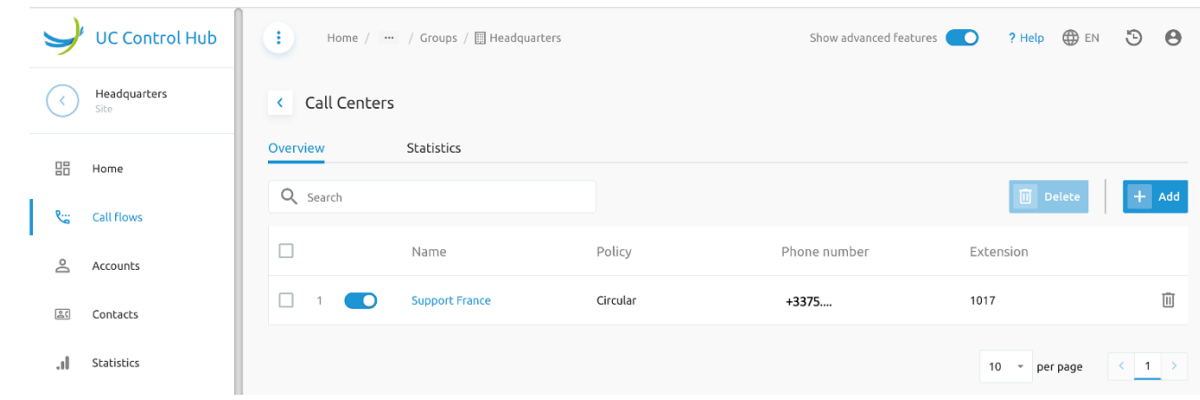 UC Control Hub
Home / ··· / Groups / Headquarters
Show advanced features
? Help
EN
Headquarters
Site
Call Centers
Overview
Statistics
Home
Search
Delete
+ Add
Call flows
Name
Policy
Phone number
Extension
Accounts
1
Support France
Circular
+3375....
1017
Contacts
Statistics
10
per page
< 1 >